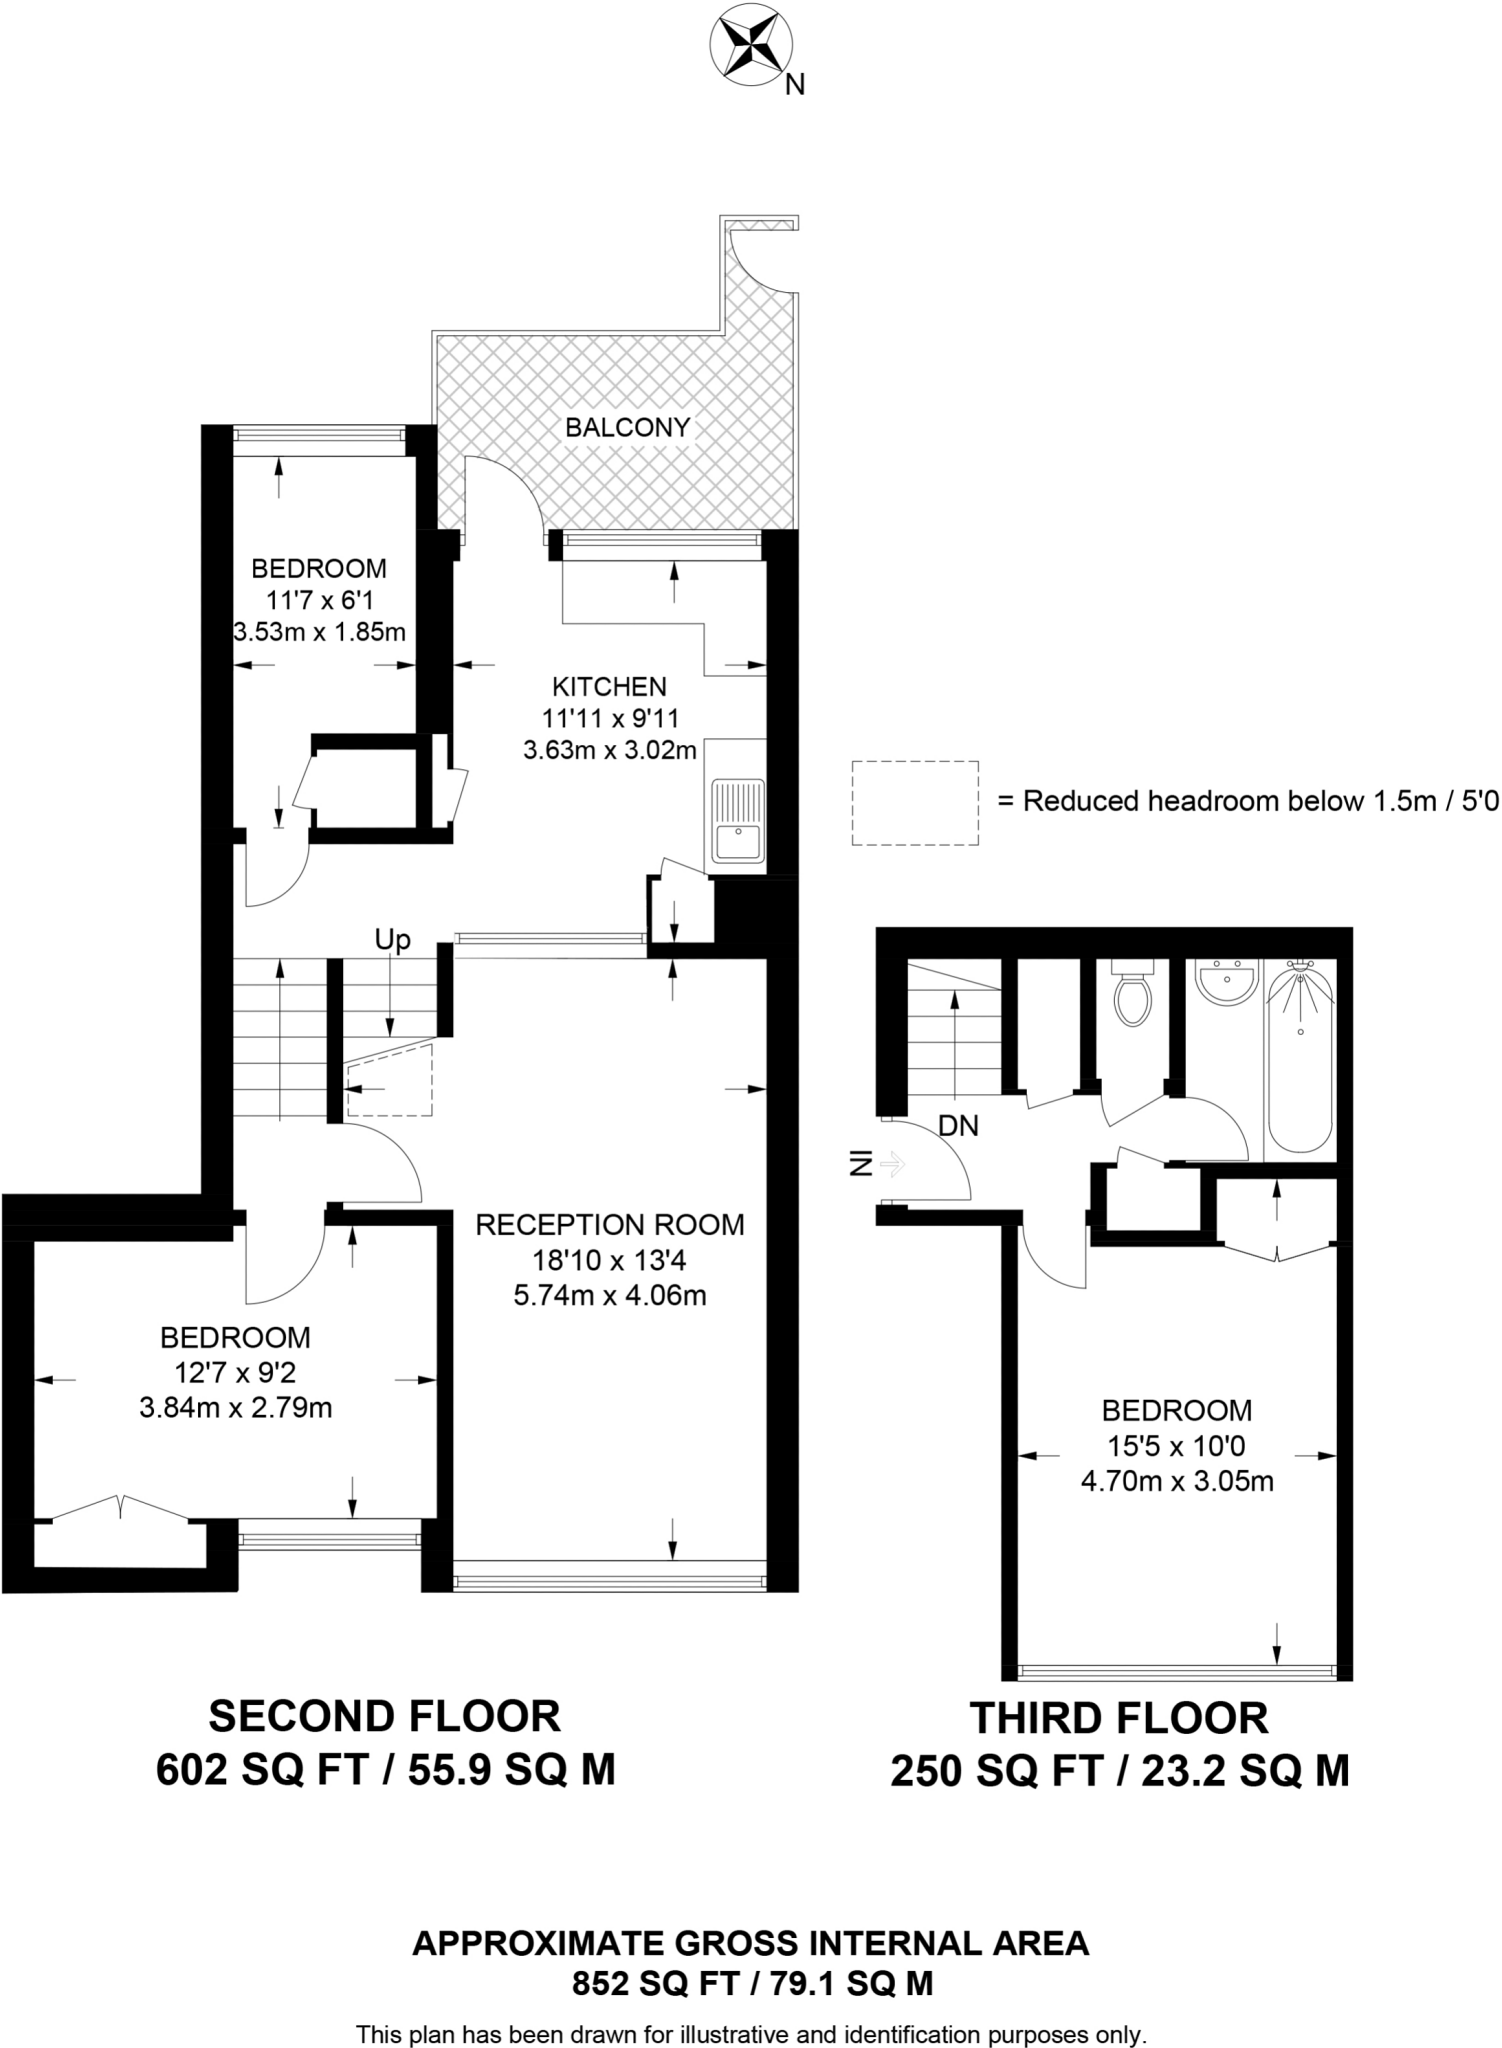 N
BALCONY
BEDROOM
11'7 x 6'1
3.53m x 1.85m
KITCHEN
11'11 x 9'11
3.63m x 3.02m
= Reduced headroom below 1.5m / 5'0
Up
DN
IN
RECEPTION ROOM
18'10 x 13'4
5.74m x 4.06m
BEDROOM
12'7 x 9'2
3.84m x 2.79m
BEDROOM
15'5 x 10'0
4.70m x 3.05m
SECOND FLOOR
602 SQ FT / 55.9 SQ M
THIRD FLOOR
250 SQ FT / 23.2 SQ M
APPROXIMATE GROSS INTERNAL AREA
852 SQ FT / 79.1 SQ M
This plan has been drawn for illustrative and identification purposes only.